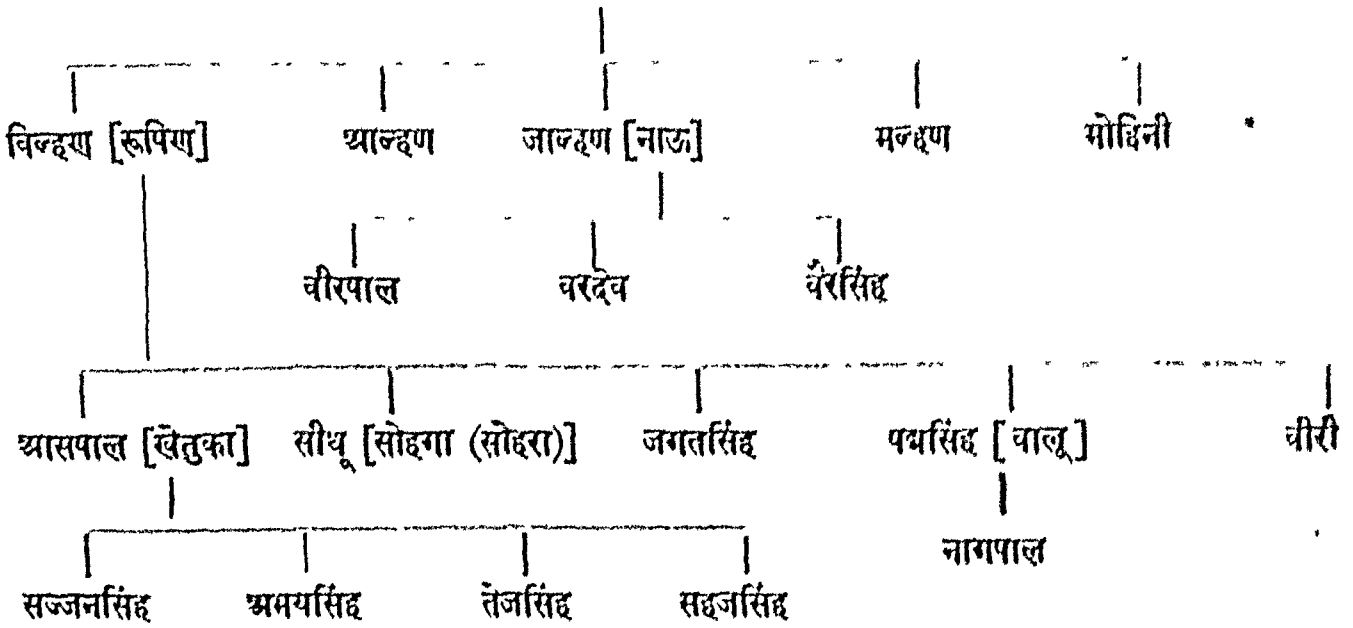 विल्हण [रूपिण] आल्हण जाल्हण [नाऊ] मल्हण मोहिनी
वीरपाल वरदेव वैरसिंह
आसपाल [खेतुका] सीधू [सोहगा (सोहरा)] जगतसिंह पद्मसिंह [वालू] वीरी
नागपाल
सज्जनसिंह अभयसिंह तेजसिंह सहजसिंह